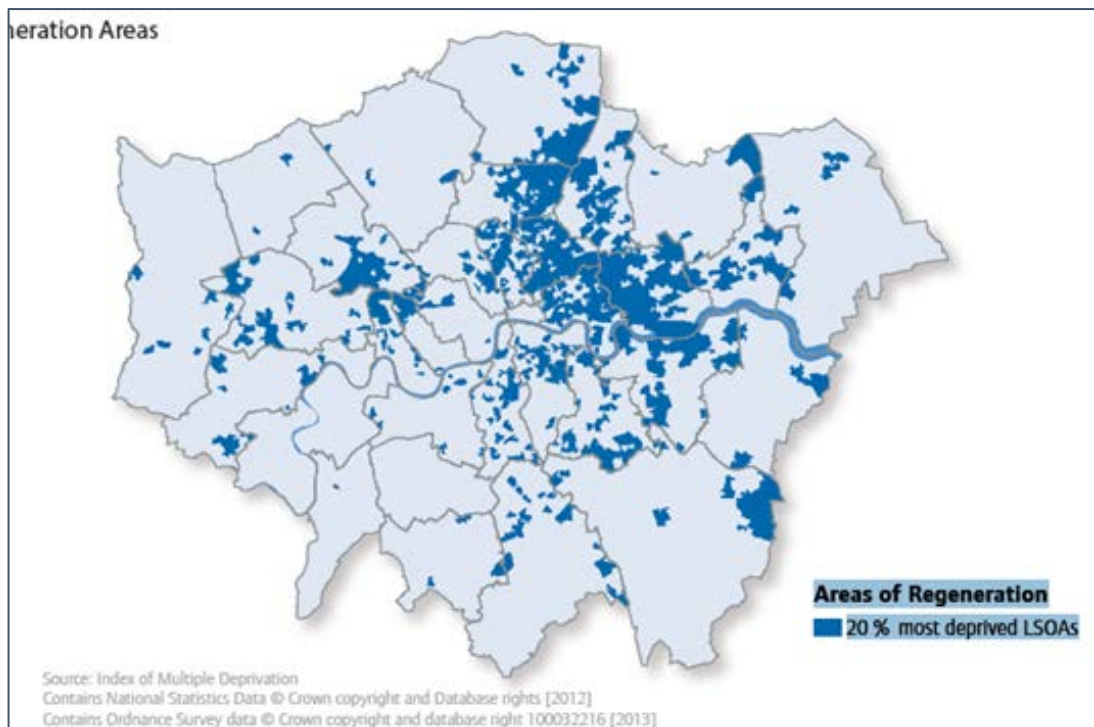 neration Areas
Areas of Regeneration
20 % most deprived LSOAs
Source: Index of Multiple Deprivation
Contains National Statistics Data © Crown copyright and Database rights [2012]
Contains Ordnance Survey data © Crown copyright and database right 100032216 [2013]